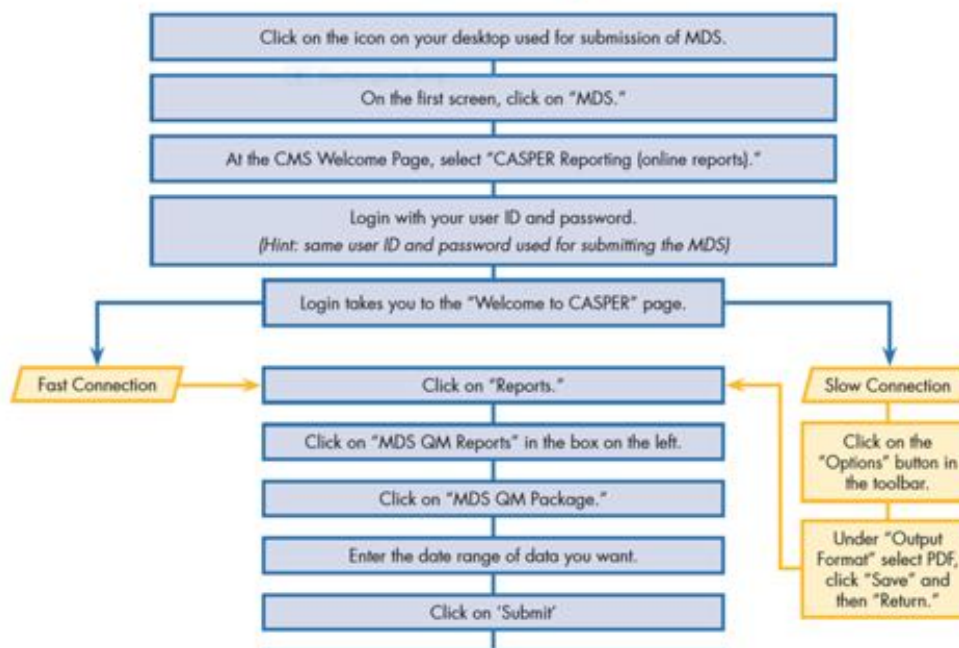 Click on the icon on your desktop used for submission of MDS.
On the first screen, click on “MDS.”
At the CMS Welcome Page, select “CASPER Reporting (online reports).”
Login with your user ID and password.
(Hint: same user ID and password used for submitting the MDS)
Login takes you to the “Welcome to CASPER” page.
Fast Connection
Click on “Reports.”
Slow Connection
Click on “MDS QM Reports” in the box on the left.
Click on the
“Options” button in
the toolbar.
Click on “MDS QM Package.”
Enter the date range of data you want.
Under “Output
Format” select PDF,
click “Save” and
then “Return.”
Click on ‘Submit’